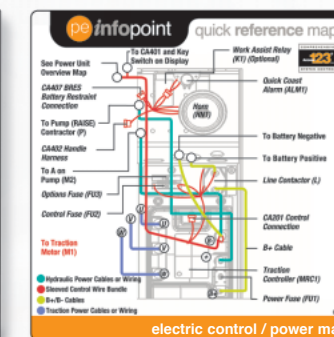 pe infopoint
quick reference map
To CA401 and Key
Switch on Display
Work Assist Relay
(K1) (Optional)
See Power Unit
Overview Map
123
CA407 BRES
Battery Restraint
Connection
Quick Coast
Alarm (ALM1)
Horn
(HN1)
To Pump (RAISE)
Contractor (P)
CA402 Handle
Harness
To Battery Negative
To Battery Positive
To A on
Pump (M2)
Options Fuse (FU3)
Line Contactor (L)
Control Fuse (FU2)
CA201 Control
Connection
U
U
V
V
W
W
B-
B+
To Traction
Motor (M1)
B+ Cable
Traction
Controller (MRC1)
Power Fuse (FU1)
Hydraulic Power Cables or Wiring
Sleeved Control Wire Bundle
B+/B- Cables
Traction Power Cables or Wiring
electric control / power ma